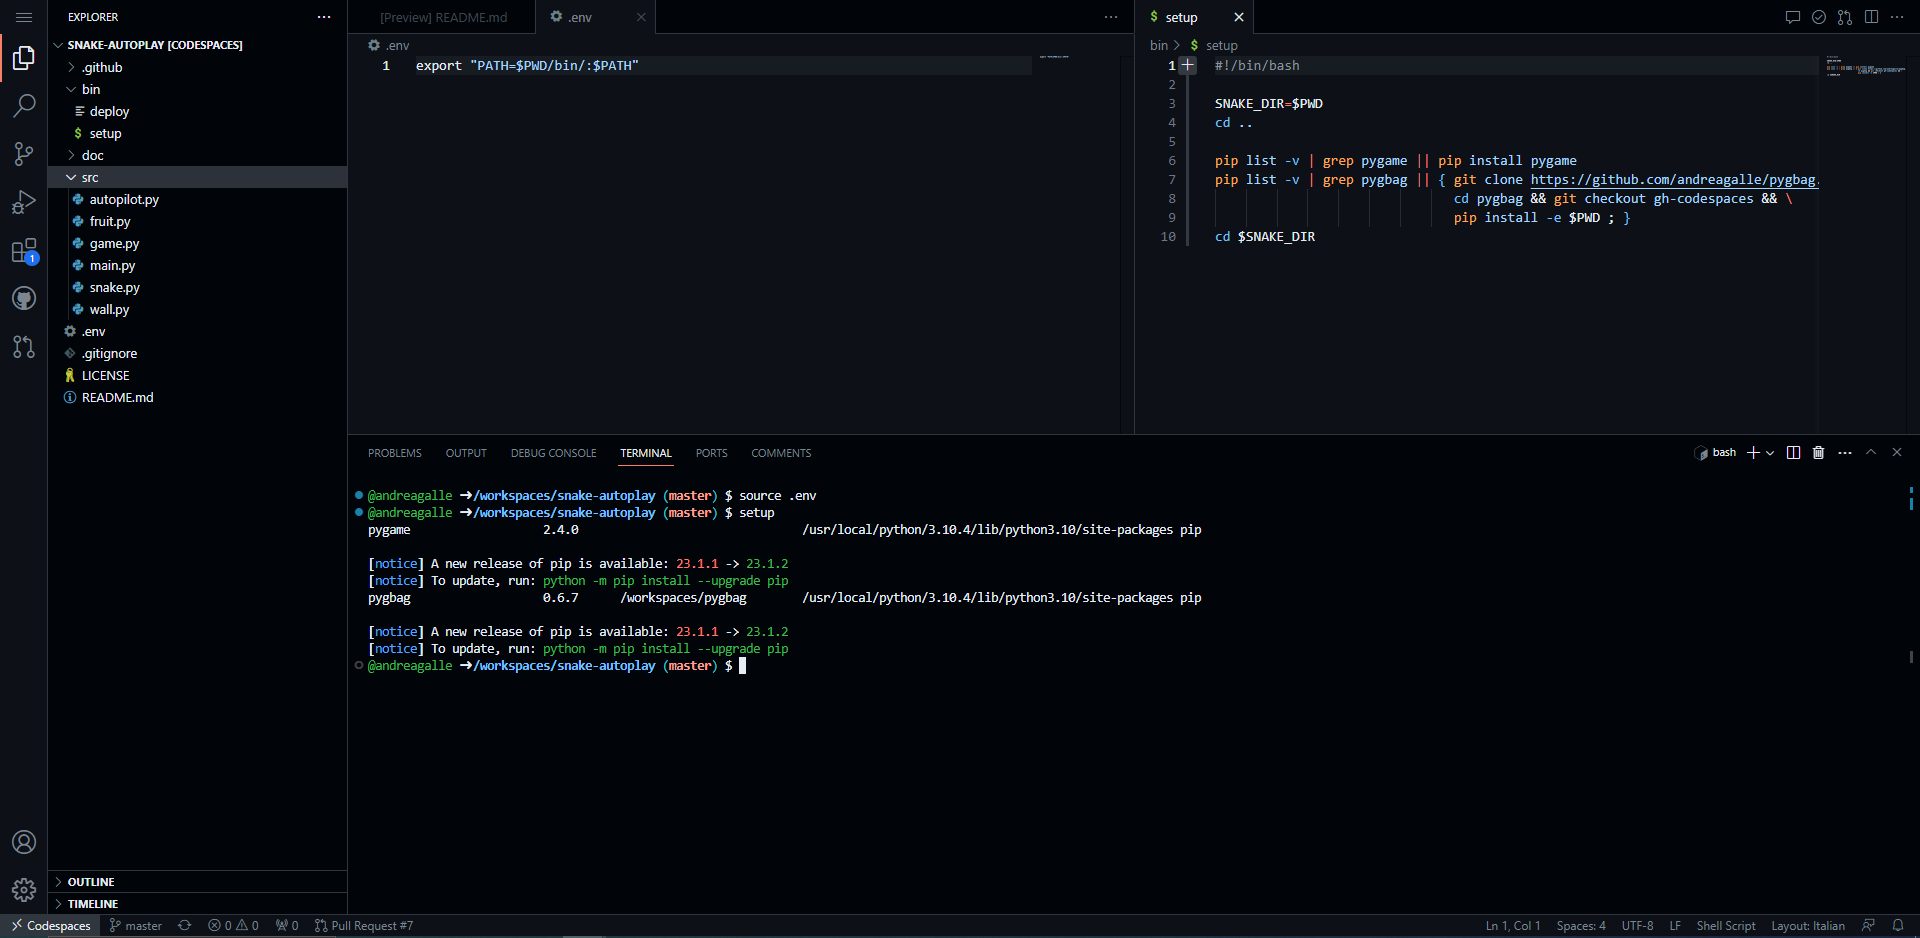 EXPLORER
SNAKE-AUTOPLAY [CODESPACES]
.github
bin
deploy
$ setup
doc
src
autopilot.py
fruit.py
game.py
main.py
snake.py
wall.py
.env
.gitignore
LICENSE
README.md
OUTLINE
TIMELINE
1
[Preview] README.md
.env
.env
1 export "PATH=$PWD/bin/:$PATH"
$ setup
bin > $ setup
1 #!/bin/bash
2
3 SNAKE_DIR=$PWD
4 cd ..
5
6 pip list -v | grep pygame || pip install pygame
7 pip list -v | grep pygbag || { git clone https://github.com/andreagalle/pygbag.
8 cd pygbag && git checkout gh-codespaces && \
9 pip install -e $PWD ; }
10 cd $SNAKE_DIR
PROBLEMS OUTPUT DEBUG CONSOLE TERMINAL PORTS COMMENTS
bash
@andreagalle ➜/workspaces/snake-autoplay (master) $ source .env
@andreagalle ➜/workspaces/snake-autoplay (master) $ setup
pygame 2.4.0 /usr/local/python/3.10.4/lib/python3.10/site-packages pip
[notice] A new release of pip is available: 23.1.1 -> 23.1.2
[notice] To update, run: python -m pip install --upgrade pip
pygbag 0.6.7 /workspaces/pygbag /usr/local/python/3.10.4/lib/python3.10/site-packages pip
[notice] A new release of pip is available: 23.1.1 -> 23.1.2
[notice] To update, run: python -m pip install --upgrade pip
@andreagalle ➜/workspaces/snake-autoplay (master) $
Codespaces master 0 0 0 Pull Request #7
Ln 1, Col 1 Spaces: 4 UTF-8 LF Shell Script Layout: Italian